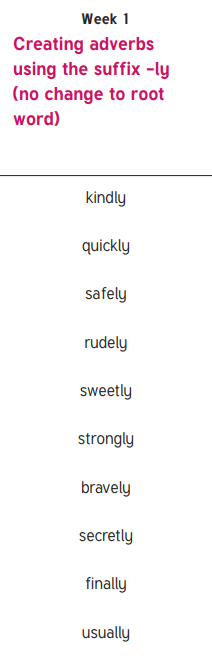 Week 1
Creating adverbs
using the suffix –ly
(no change to root
word)
kindly
quickly
safely
rudely
sweetly
strongly
bravely
secretly
finally
usually